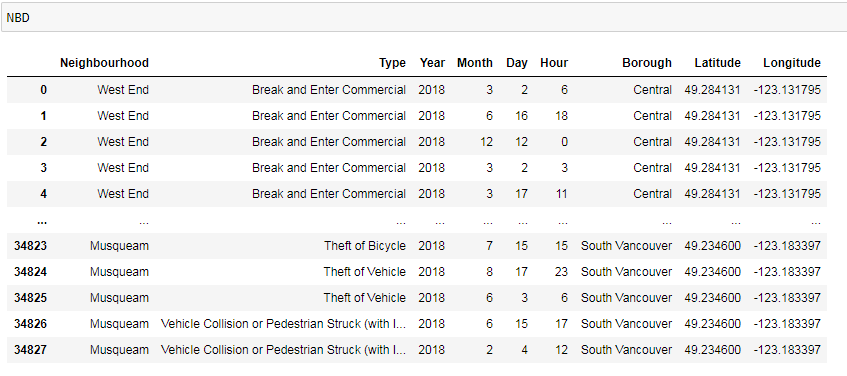 NBD
Neighbourhood Type Year Month Day Hour Borough Latitude Longitude
0 West End Break and Enter Commercial 2018 3 2 6 Central 49.284131 -123.131795
1 West End Break and Enter Commercial 2018 6 16 18 Central 49.284131 -123.131795
2 West End Break and Enter Commercial 2018 12 12 0 Central 49.284131 -123.131795
3 West End Break and Enter Commercial 2018 3 2 3 Central 49.284131 -123.131795
4 West End Break and Enter Commercial 2018 3 17 11 Central 49.284131 -123.131795
... ... ... ... ... ... ... ... ... ...
34823 Musqueam Theft of Bicycle 2018 7 15 15 South Vancouver 49.234600 -123.183397
34824 Musqueam Theft of Vehicle 2018 8 17 23 South Vancouver 49.234600 -123.183397
34825 Musqueam Theft of Vehicle 2018 6 3 6 South Vancouver 49.234600 -123.183397
34826 Musqueam Vehicle Collision or Pedestrian Struck (with I... 2018 6 15 17 South Vancouver 49.234600 -123.183397
34827 Musqueam Vehicle Collision or Pedestrian Struck (with I... 2018 2 4 12 South Vancouver 49.234600 -123.183397